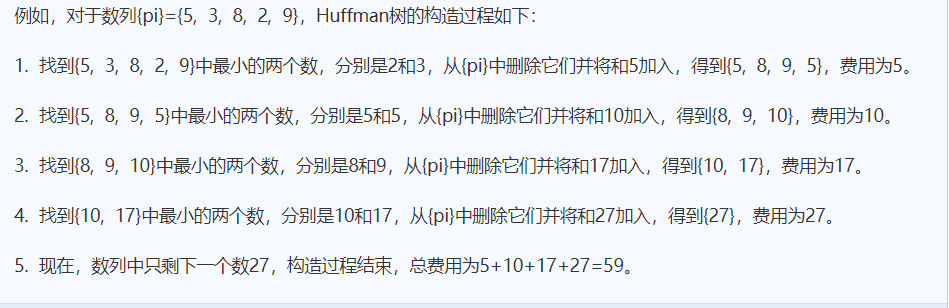 例如，对于数列{pi}={5, 3, 8, 2, 9}，Huffman树的构造过程如下：
1. 找到{5, 3, 8, 2, 9}中最小的两个数，分别是2和3，从{pi}中删除它们并将和5加入，得到{5, 8, 9, 5}，费用为5。
2. 找到{5, 8, 9, 5}中最小的两个数，分别是5和5，从{pi}中删除它们并将和10加入，得到{8, 9, 10}，费用为10。
3. 找到{8, 9, 10}中最小的两个数，分别是8和9，从{pi}中删除它们并将和17加入，得到{10, 17}，费用为17。
4. 找到{10, 17}中最小的两个数，分别是10和17，从{pi}中删除它们并将和27加入，得到{27}，费用为27。
5. 现在，数列中只剩下一个数27，构造过程结束，总费用为5+10+17+27=59。